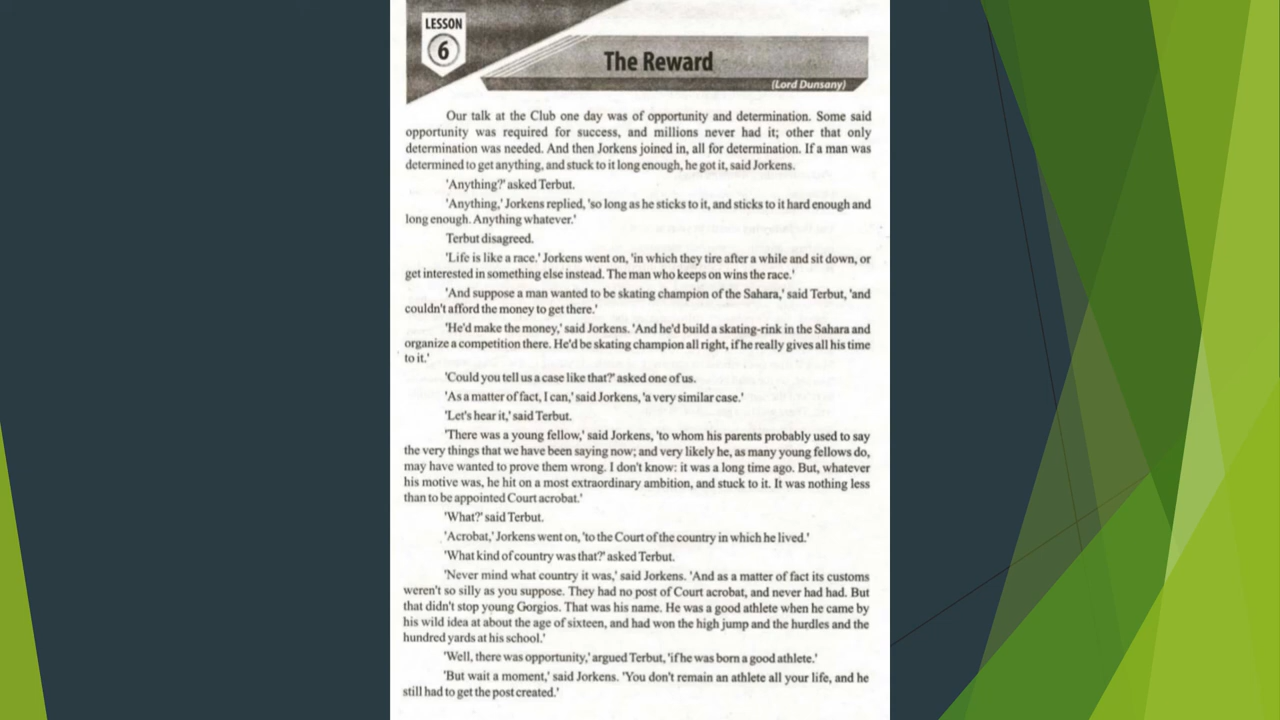 LESSON
6
The Reward
(Lord Dunsany)
Our talk at the Club one day was of opportunity and determination. Some said
opportunity was required for success, and millions never had it; other that only
determination was needed. And then Jorkens joined in, all for determination. If a man was
determined to get anything, and stuck to it long enough, he got it, said Jorkens.
'Anything?' asked Terbut.
'Anything,' Jorkens replied, 'so long as he sticks to it, and sticks to it hard enough and
long enough. Anything whatever.'
Terbut disagreed.
'Life is like a race.' Jorkens went on, 'in which they tire after a while and sit down, or
get interested in something else instead. The man who keeps on wins the race.'
'And suppose a man wanted to be skating champion of the Sahara,' said Terbut, 'and
couldn't afford the money to get there.'
'He'd make the money,' said Jorkens. 'And he'd build a skating-rink in the Sahara and
organize a competition there. He'd be skating champion all right, if he really gives all his time
to it.'
'Could you tell us a case like that?' asked one of us.
'As a matter of fact, I can,' said Jorkens, 'a very similar case.'
'Let's hear it,' said Terbut.
'There was a young fellow,' said Jorkens, 'to whom his parents probably used to say
the very things that we have been saying now; and very likely he, as many young fellows do,
may have wanted to prove them wrong. I don't know: it was a long time ago. But, whatever
his motive was, he hit on a most extraordinary ambition, and stuck to it. It was nothing less
than to be appointed Court acrobat.'
'What?' said Terbut.
'Acrobat,' Jorkens went on, 'to the Court of the country in which he lived.'
'What kind of country was that?' asked Terbut.
'Never mind what country it was,' said Jorkens. 'And as a matter of fact its customs
weren't so silly as you suppose. They had no post of Court acrobat, and never had had. But
that didn't stop young Gorgios. That was his name. He was a good athlete when he came by
his wild idea at about the age of sixteen, and had won the high jump and the hurdles and the
hundred yards at his school.'
'Well, there was opportunity,' argued Terbut, 'if he was born a good athlete.'
'But wait a moment,' said Jorkens. 'You don't remain an athlete all your life, and he
still had to get the post created.'